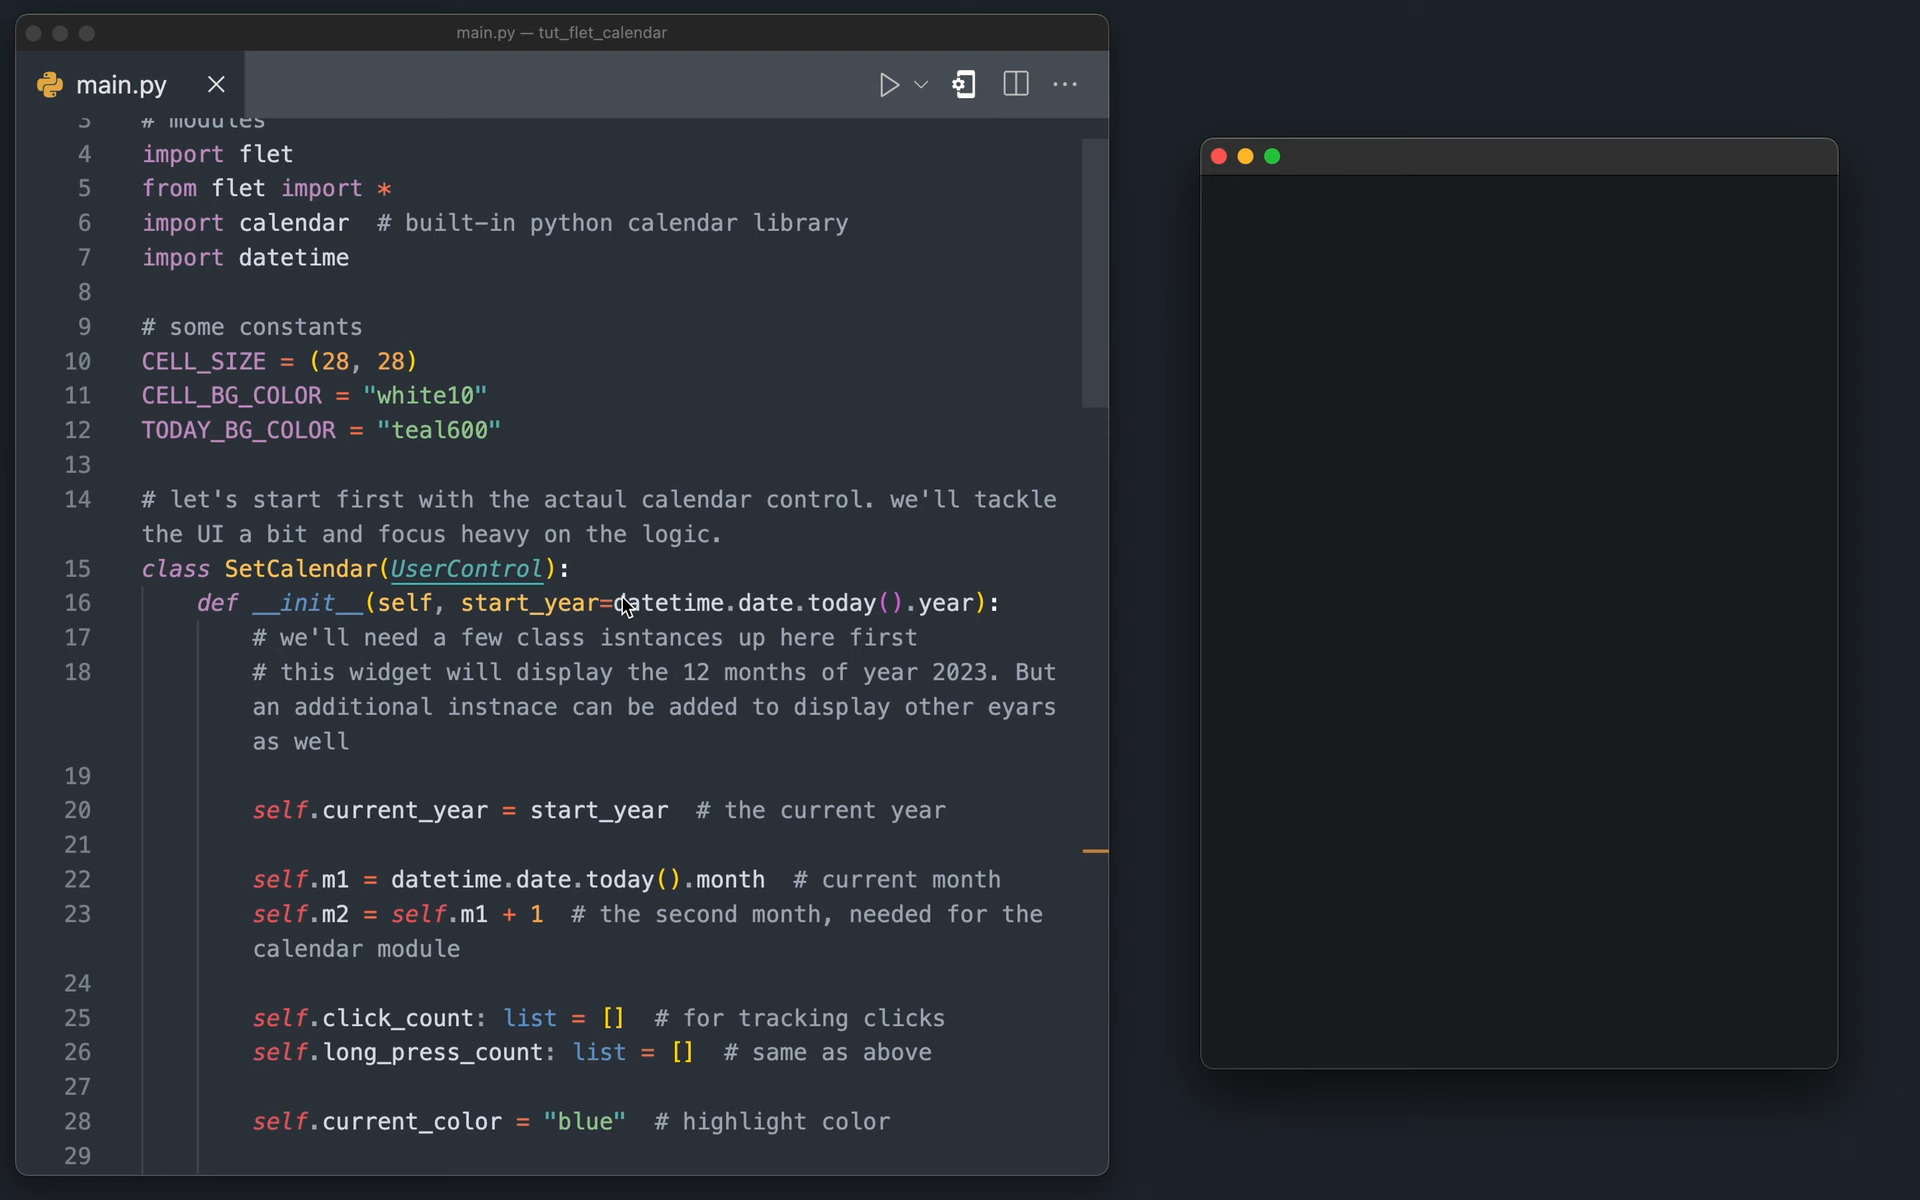 main.py — tut_flet_calendar
main.py
3 # modules
4 import flet
5 from flet import *
6 import calendar # built-in python calendar library
7 import datetime
8
9 # some constants
10 CELL_SIZE = (28, 28)
11 CELL_BG_COLOR = "white10"
12 TODAY_BG_COLOR = "teal600"
13
14 # let's start first with the actaul calendar control. we'll tackle
the UI a bit and focus heavy on the logic.
15 class SetCalendar(UserControl):
16 def __init__(self, start_year=datetime.date.today().year):
17 # we'll need a few class isntances up here first
18 # this widget will display the 12 months of year 2023. But
an additional instnace can be added to display other eyars
as well
19
20 self.current_year = start_year # the current year
21
22 self.m1 = datetime.date.today().month # current month
23 self.m2 = self.m1 + 1 # the second month, needed for the
calendar module
24
25 self.click_count: list = [] # for tracking clicks
26 self.long_press_count: list = [] # same as above
27
28 self.current_color = "blue" # highlight color
29